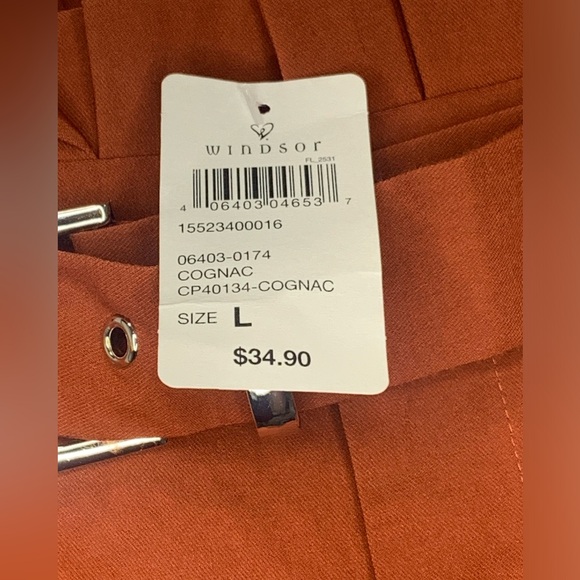 WINDSOR
FL_2531
4 06403 04653 7
15523400016
06403-0174
COGNAC
CP40134-COGNAC
SIZE L
$34.90